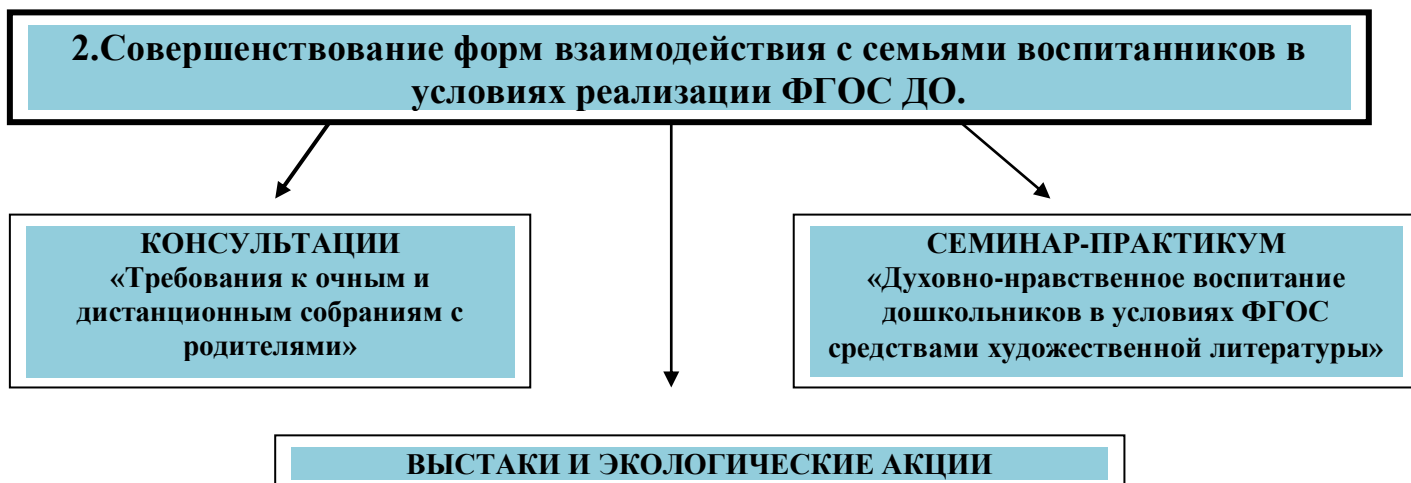 2.Совершенствование форм взаимодействия с семьями воспитанников в
условиях реализации ФГОС ДО.
КОНСУЛЬТАЦИИ
«Требования к очным и
дистанционным собраниям с
родителями»
СЕМИНАР-ПРАКТИКУМ
«Духовно-нравственное воспитание
дошкольников в условиях ФГОС
средствами художественной литературы»
ВЫСТАКИ И ЭКОЛОГИЧЕСКИЕ АКЦИИ